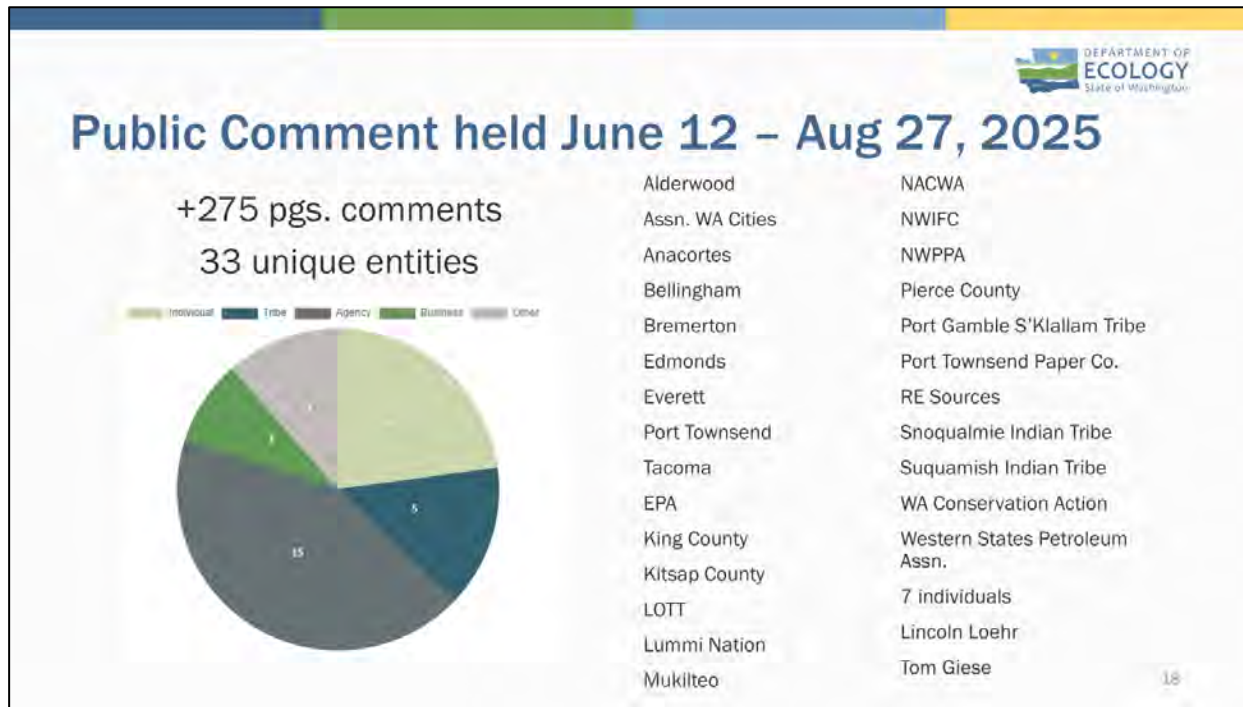 DEPARTMENT OF
ECOLOGY
State of Washington
Public Comment held June 12 – Aug 27, 2025
+275 pgs. comments
33 unique entities
Individual Tribe Agency Business Other
5
15
Alderwood
Assn. WA Cities
Anacortes
Bellingham
Bremerton
Edmonds
Everett
Port Townsend
Tacoma
EPA
King County
Kitsap County
LOTT
Lummi Nation
Mukilteo
NACWA
NWIFC
NWPPA
Pierce County
Port Gamble S'Klallam Tribe
Port Townsend Paper Co.
RE Sources
Snoqualmie Indian Tribe
Suquamish Indian Tribe
WA Conservation Action
Western States Petroleum
Assn.
7 individuals
Lincoln Loehr
Tom Giese
18